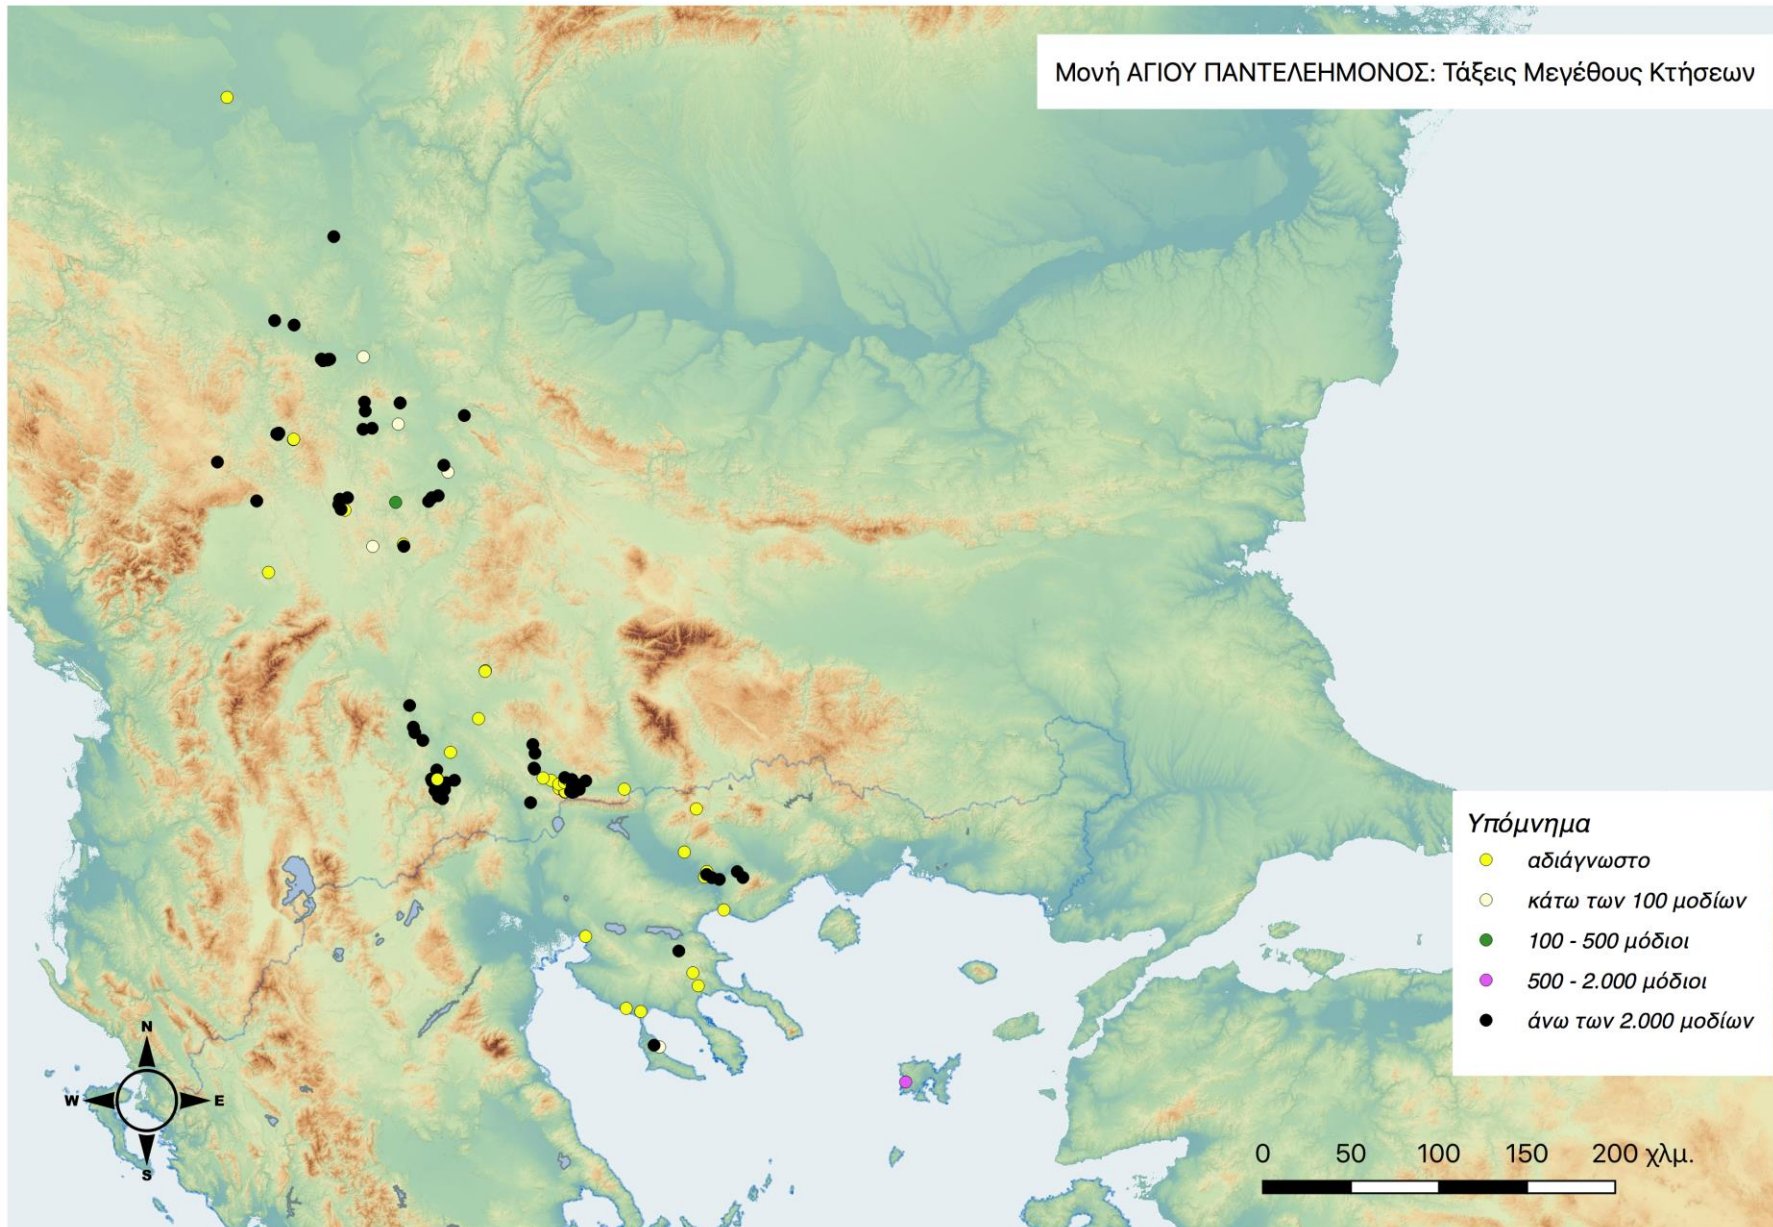 Μονή ΑΓΙΟΥ ΠΑΝΤΕΛΕΗΜΟΝΟΣ: Τάξεις Μεγέθους Κτήσεων
Υπόμνημα
αδιάγνωστο
κάτω των 100 μοδίων
100 - 500 μόδιοι
500 - 2.000 μόδιοι
άνω των 2.000 μοδίων
N
W E
S
0 50 100 150 200 χλμ.